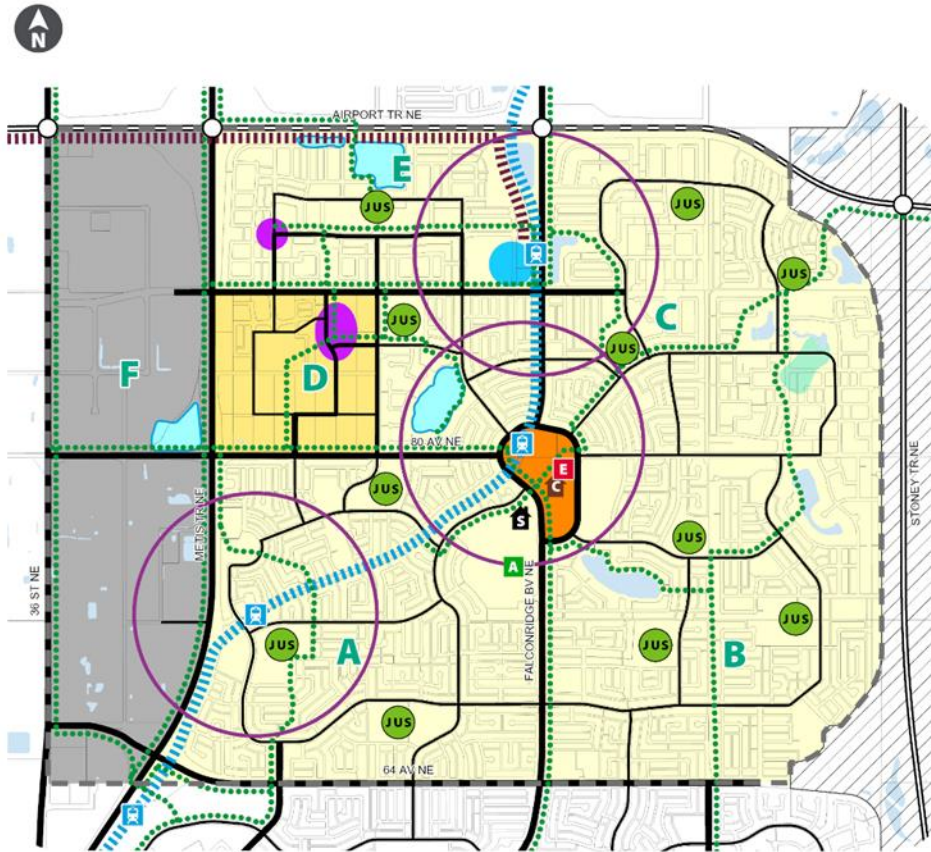 N
AIRPORT TR NE
E
JUS
JUS
JUS
C
JUS
JUS
F
D
80 AV NE
E
C
JUS
S
METIS TR NE
STONEY TR NE
JUS
A
36 ST NE
FALCONRIDGE BV NE
JUS
JUS
JUS
A
B
JUS
64 AV NE